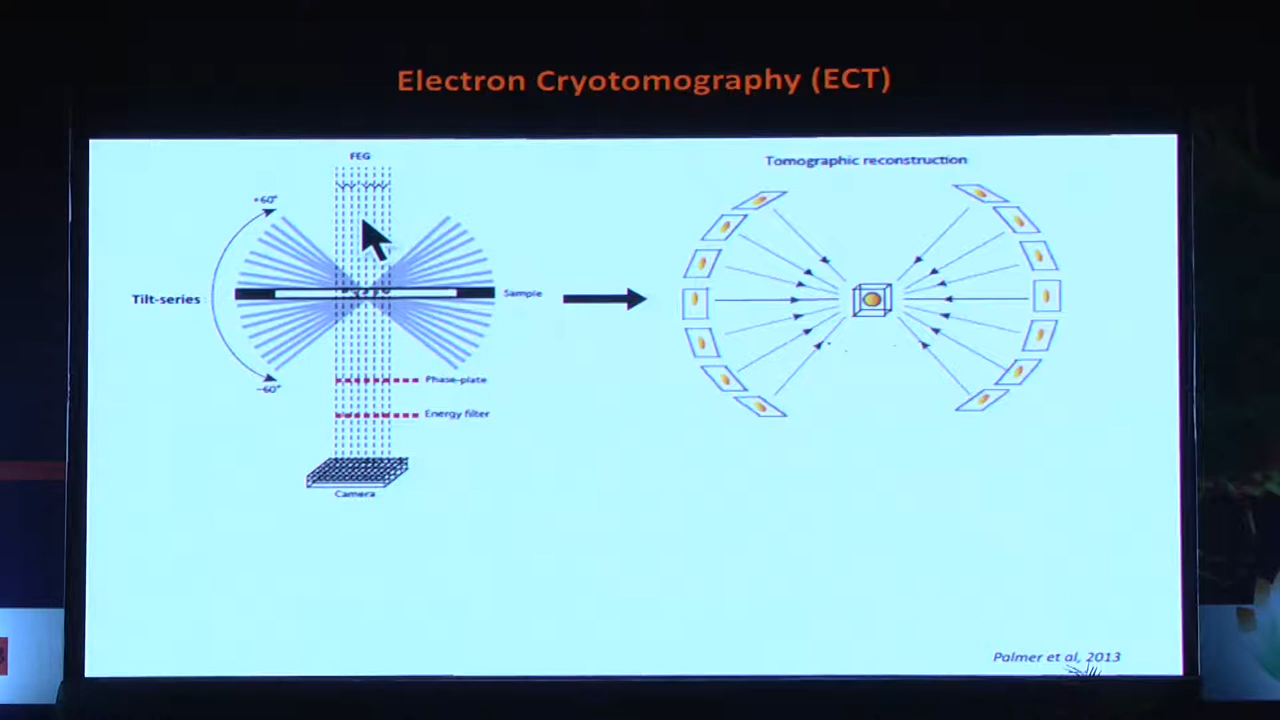 Electron Cryotomography (ECT)
FEG
+60°
Tilt-series
-60°
Sample
Phase-plate
Energy filter
Camera
Tomographic reconstruction
Palmer et al, 2013